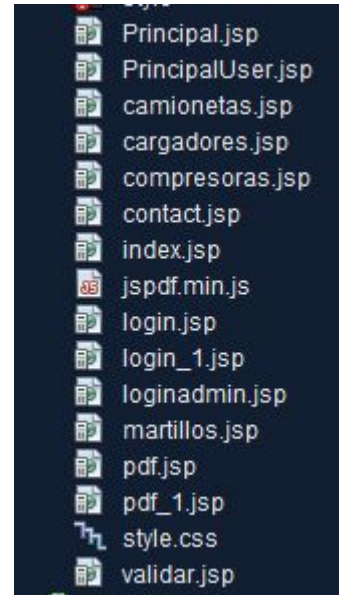 Principal.jsp
PrincipalUser.jsp
camionetas.jsp
cargadores.jsp
compresoras.jsp
contact.jsp
index.jsp
jspdf.min.js
login.jsp
login_1.jsp
loginadmin.jsp
martillos.jsp
pdf.jsp
pdf_1.jsp
style.css
validar.jsp